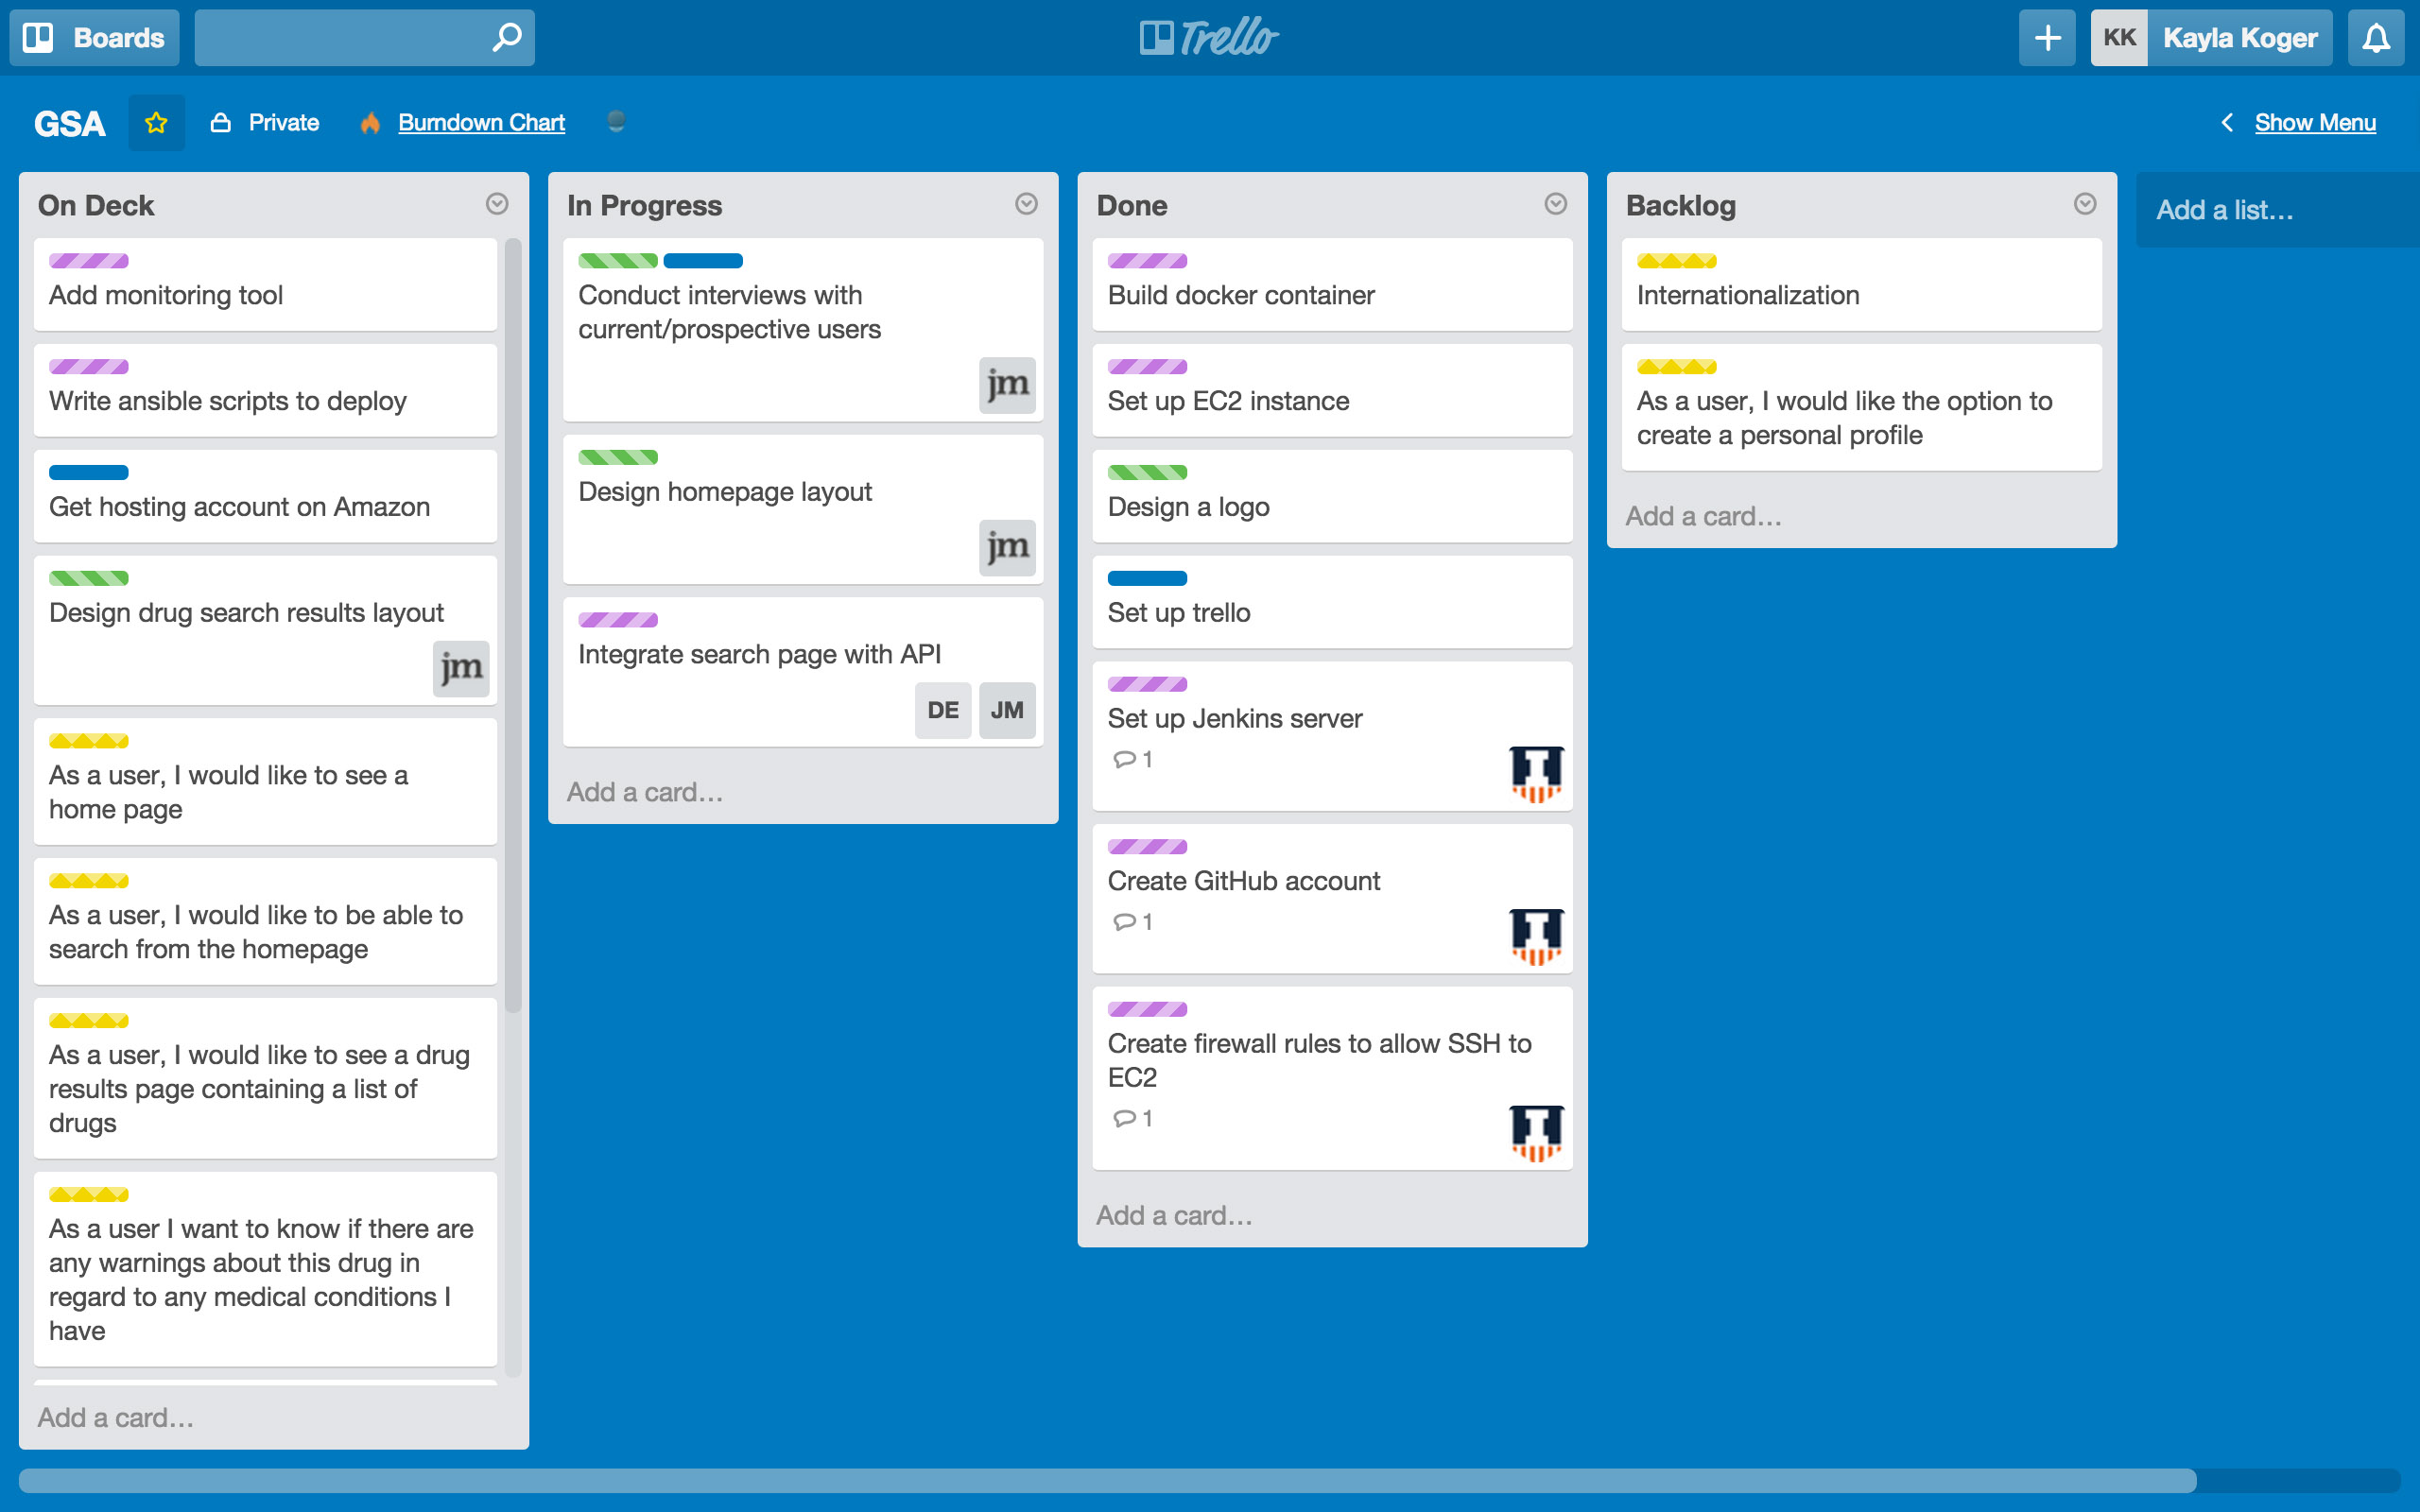 Boards
Trello
KK Kayla Koger
GSA
Private
Burndown Chart
Show Menu
On Deck
Add monitoring tool
Write ansible scripts to deploy
Get hosting account on Amazon
Design drug search results layout
jm
As a user, I would like to see a
home page
As a user, I would like to be able to
search from the homepage
As a user, I would like to see a drug
results page containing a list of
drugs
As a user I want to know if there are
any warnings about this drug in
regard to any medical conditions I
have
Add a card…
In Progress
Conduct interviews with
current/prospective users
jm
Design homepage layout
jm
Integrate search page with API
DE JM
Add a card…
Done
Build docker container
Set up EC2 instance
Design a logo
Set up trello
Set up Jenkins server
1
I
Create GitHub account
1
I
Create firewall rules to allow SSH to
EC2
1
I
Add a card…
Backlog
Internationalization
As a user, I would like the option to
create a personal profile
Add a card…
Add a list…